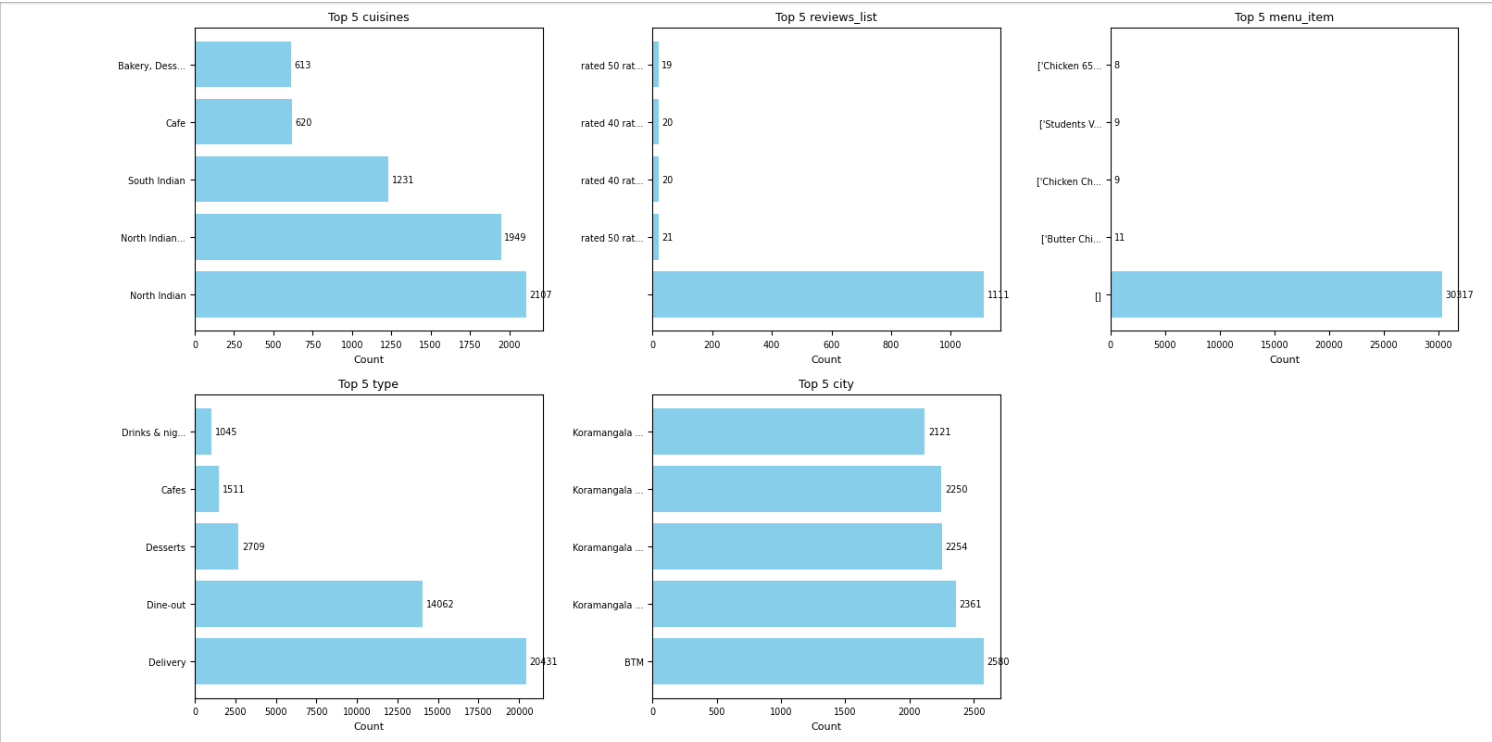 Top 5 cuisines
Bakery, Dess...
613
Cafe
620
South Indian
1231
North Indian...
1949
North Indian
2107
0 250 500 750 1000 1250 1500 1750 2000
Count
Top 5 reviews_list
rated 50 rat...
19
rated 40 rat...
20
rated 40 rat...
20
rated 50 rat...
21
1111
0 200 400 600 800 1000
Count
Top 5 menu_item
['Chicken 65...
8
['Students V...
9
['Chicken Ch...
9
['Butter Chi...
11
[]
30317
0 5000 10000 15000 20000 25000 30000
Count
Top 5 type
Drinks & nig...
1045
Cafes
1511
Desserts
2709
Dine-out
14062
Delivery
20431
0 2500 5000 7500 10000 12500 15000 17500 20000
Count
Top 5 city
Koramangala ...
2121
Koramangala ...
2250
Koramangala ...
2254
Koramangala ...
2361
BTM
2580
0 500 1000 1500 2000 2500
Count